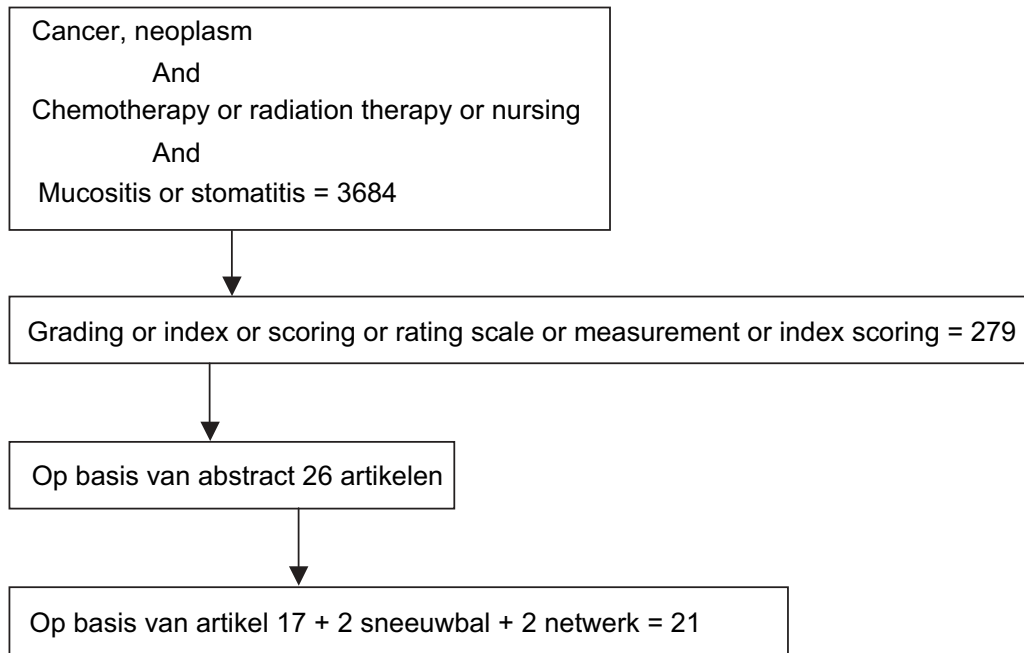 Cancer, neoplasm
And
Chemotherapy or radiation therapy or nursing
And
Mucositis or stomatitis = 3684
Grading or index or scoring or rating scale or measurement or index scoring = 279
Op basis van abstract 26 artikelen
Op basis van artikel 17 + 2 sneeuwbal + 2 netwerk = 21